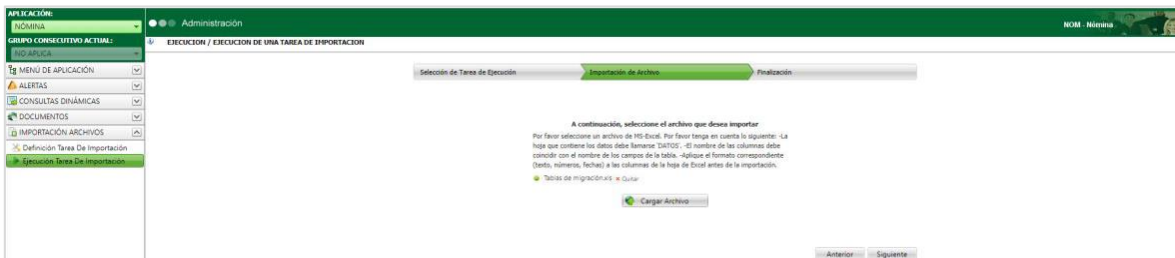 APLICACIÓN:
NÓMINA
Administración
NOM - Nómina
GRUPO CONSECUTIVO ACTUAL:
NO APLICA
EJECUCION / EJECUCION DE UNA TAREA DE IMPORTACION
MENÚ DE APLICACIÓN
ALERTAS
CONSULTAS DINÁMICAS
DOCUMENTOS
IMPORTACIÓN ARCHIVOS
Definición Tarea De Importación
Ejecución Tarea De Importación
Selección de Tarea de Ejecución
Importación de Archivo
Finalización
A continuación, seleccione el archivo que desea importar
Por favor seleccione un archivo de MS-Excel. Por favor tenga en cuenta lo siguiente: -La
hoja que contiene los datos debe llamarse 'DATOS'. -El nombre de las columnas debe
coincidir con el nombre de los campos de la tabla. -Aplique el formato correspondiente
(texto, números, fechas) a las columnas de la hoja de Excel antes de la importación.
Tablas de migración.xls Quitar
Cargar Archivo
Anterior Siguiente